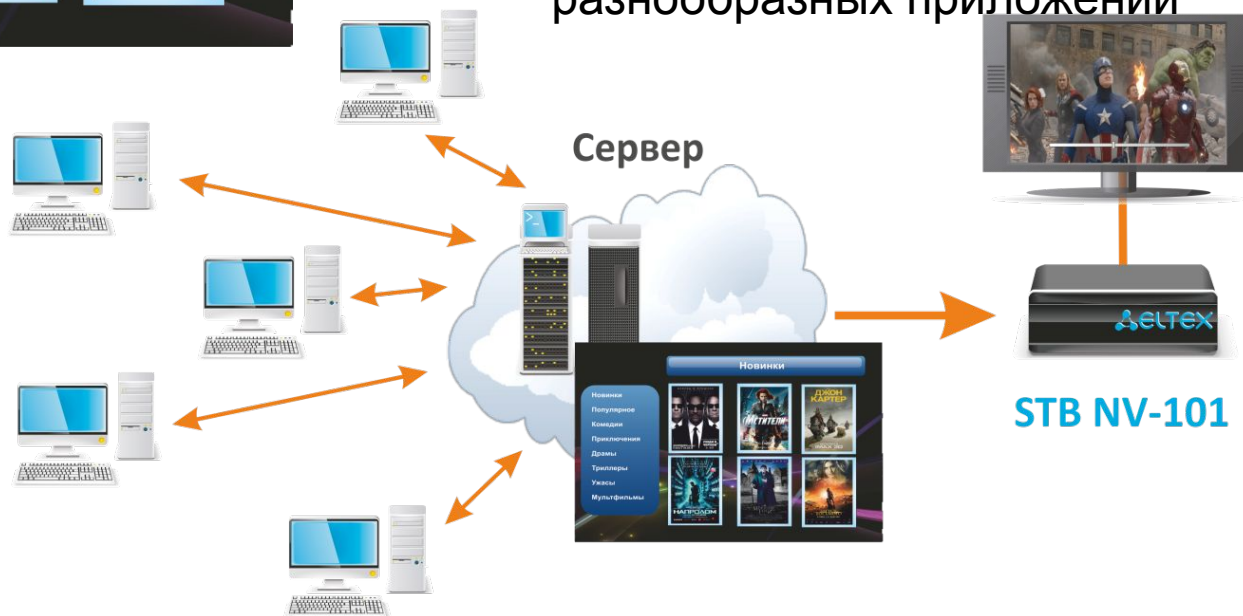 разнообразных приложений
Сервер
ELTEX
STB NV-101
Новинки
Новинки
Популярное
Комедии
Приключения
Драмы
Триллеры
Ужасы
Мультфильмы
МСТИТЕЛИ
ДЖОН
КАРТЕР
НАПРОЛОМ